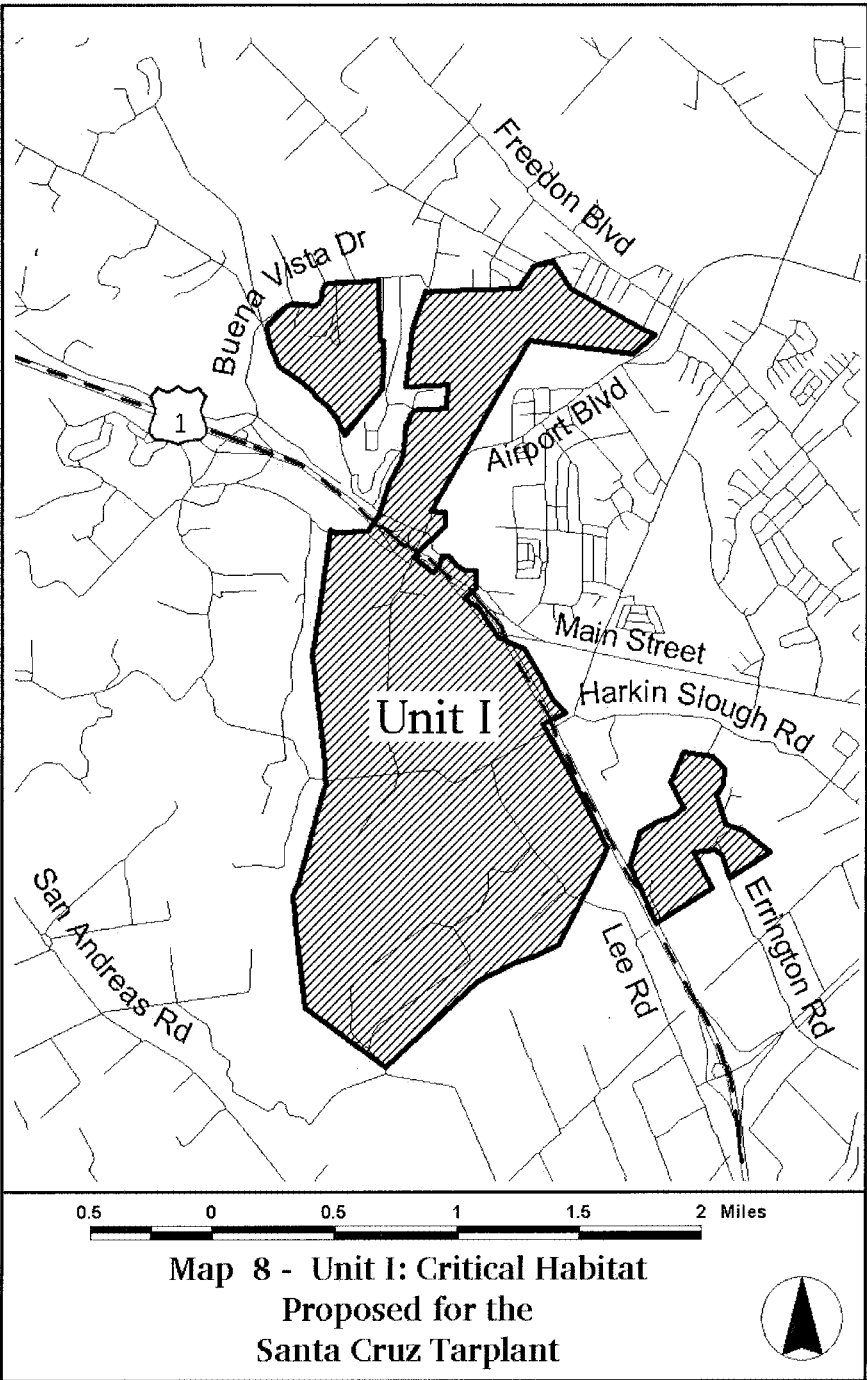 Freedon Blvd
Buena Vista Dr
1
Airport Blvd
Main Street
Harkin Slough Rd
Unit I
San Andreas Rd
Lee Rd
Errington Rd
0.5 0 0.5 1 1.5 2 Miles
Map 8 - Unit I: Critical Habitat
Proposed for the
Santa Cruz Tarplant